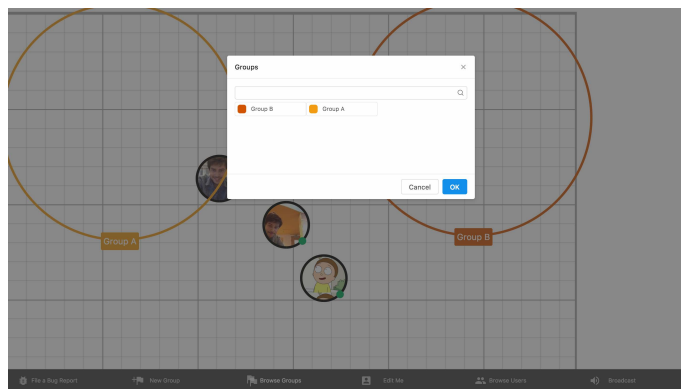 Groups
Group B
Group A
Cancel
OK
Group A
Group B
File a Bug Report
New Group
Browse Groups
Edit Me
Browse Users
Broadcast